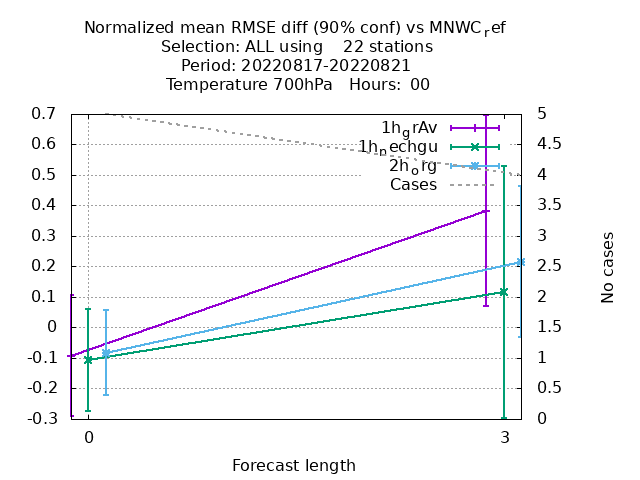 Normalized mean RMSE diff (90% conf) vs MNWC_ref
Selection: ALL using    22 stations
Period: 20220817-20220821
Temperature 700hPa   Hours: 00
0.7
0.6
0.5
0.4
0.3
0.2
0.1
0
-0.1
-0.2
-0.3
5
4.5
4
3.5
3
2.5
2
1.5
1
0.5
0
1h_grAv
1h_nechgu
2h_org
Cases
No cases
0
3
Forecast length